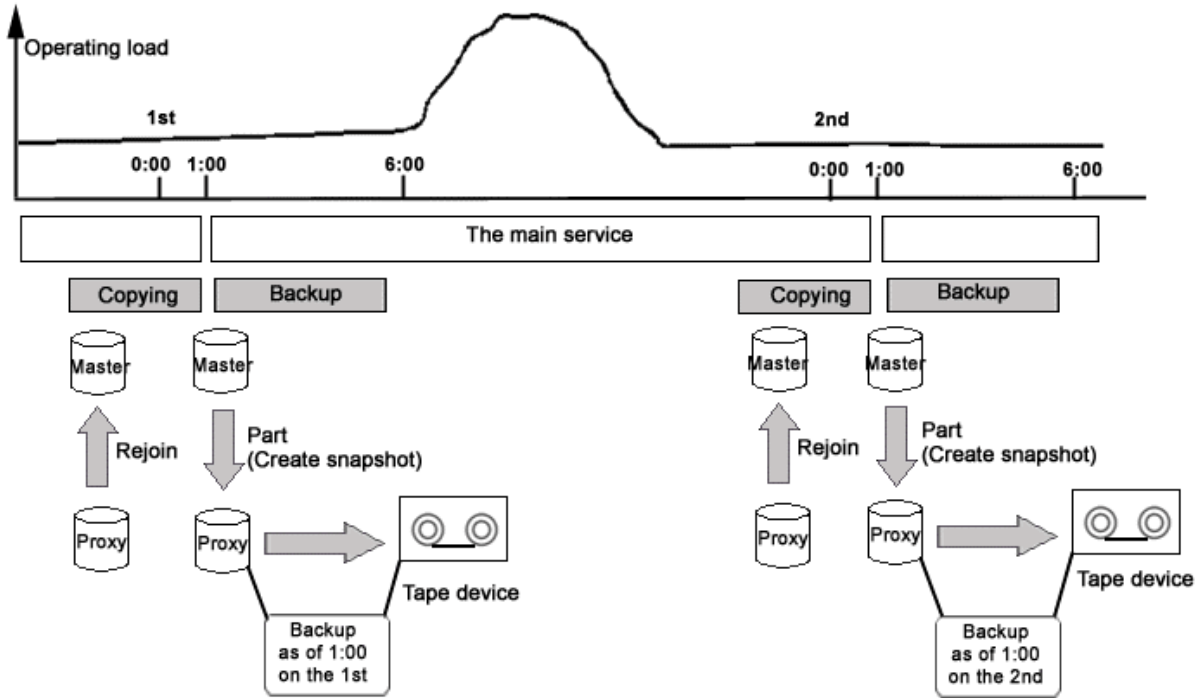 Operating load
1st
2nd
0:00 1:00 6:00
0:00 1:00 6:00
The main service
Copying
Backup
Copying
Backup
Master
Master
Master
Master
Rejoin
Part
(Create snapshot)
Rejoin
Part
(Create snapshot)
Proxy
Proxy
Proxy
Proxy
Tape device
Tape device
Backup
as of 1:00
on the 1st
Backup
as of 1:00
on the 2nd